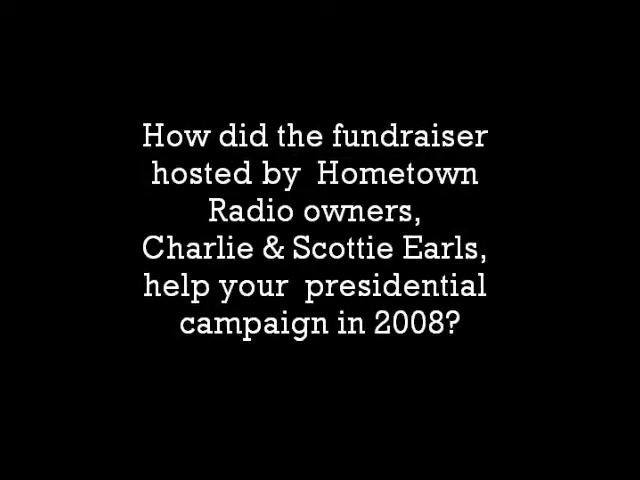 How did the fundraiser
hosted by  Hometown
Radio owners,
Charlie & Scottie Earls,
help your  presidential
campaign in 2008?